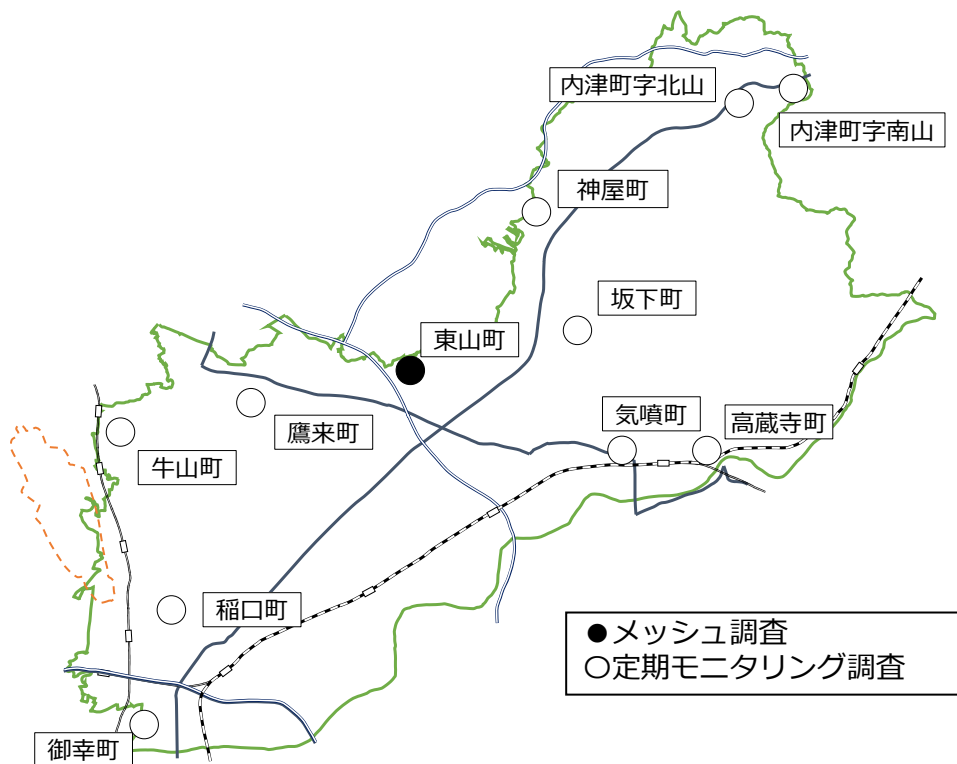 内津町字北山
内津町字南山
神屋町
坂下町
東山町
鷹来町
気噴町
高蔵寺町
牛山町
稲口町
御幸町
●メッシュ調査
○定期モニタリング調査